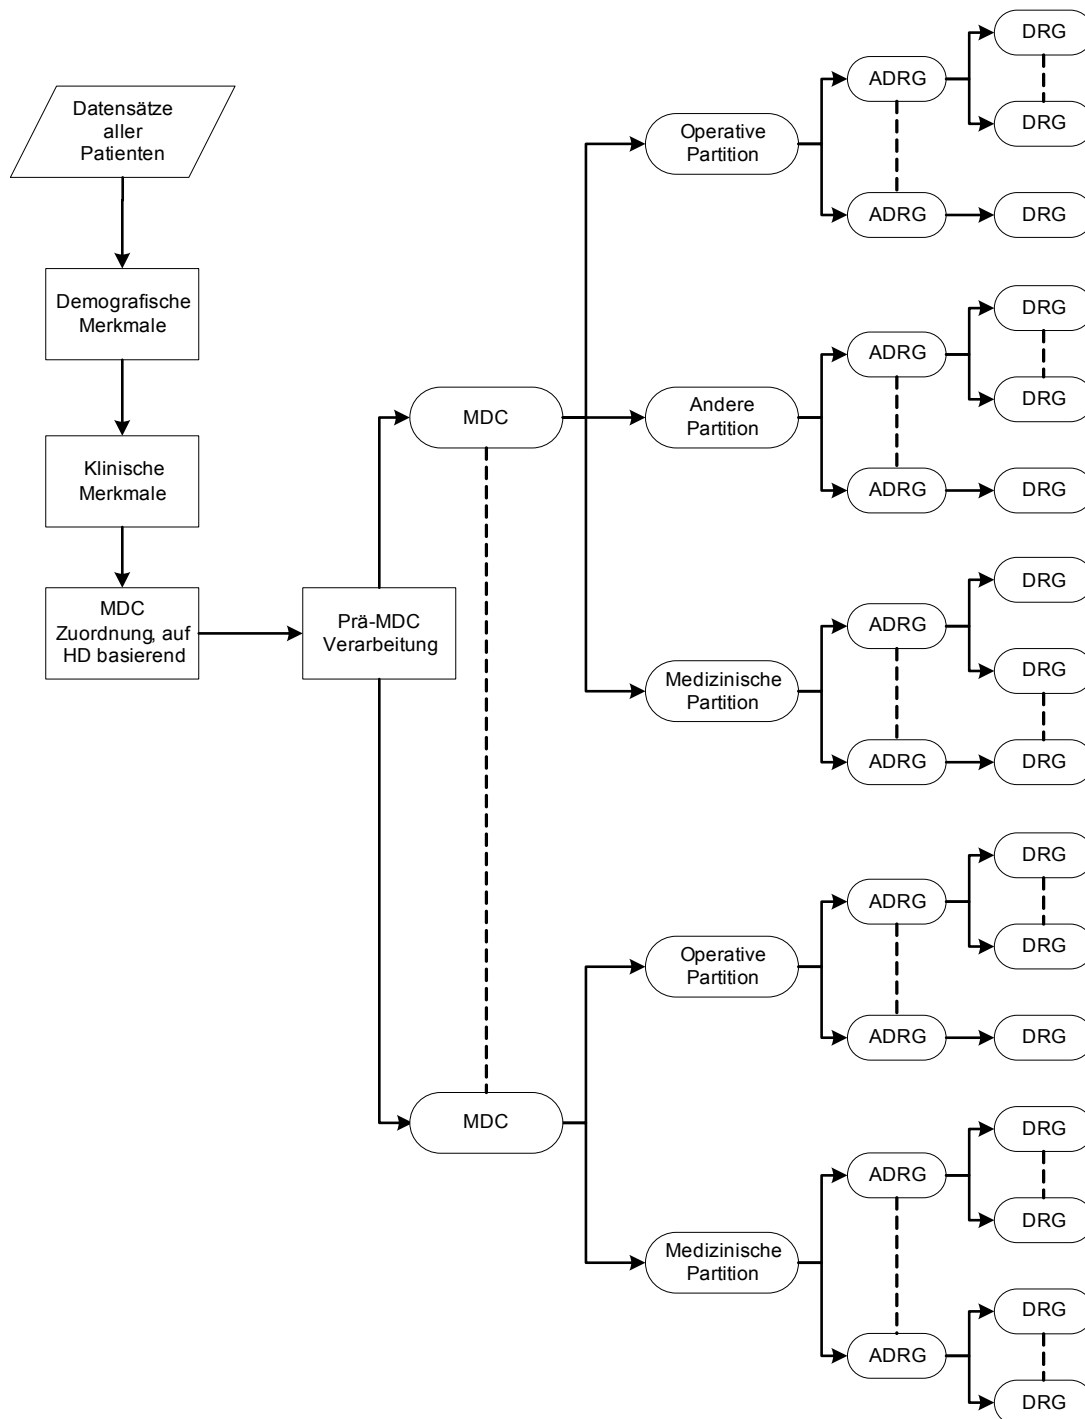 Datensätze
aller
Patienten
Demografische
Merkmale
Klinische
Merkmale
MDC
Zuordnung, auf
HD basierend
Prä-MDC
Verarbeitung
MDC
MDC
Operative
Partition
ADRG
DRG
DRG
ADRG
DRG
Andere
Partition
ADRG
DRG
DRG
ADRG
DRG
Medizinische
Partition
ADRG
DRG
DRG
ADRG
DRG
Operative
Partition
ADRG
DRG
DRG
ADRG
DRG
Medizinische
Partition
ADRG
DRG
DRG
ADRG
DRG
DRG